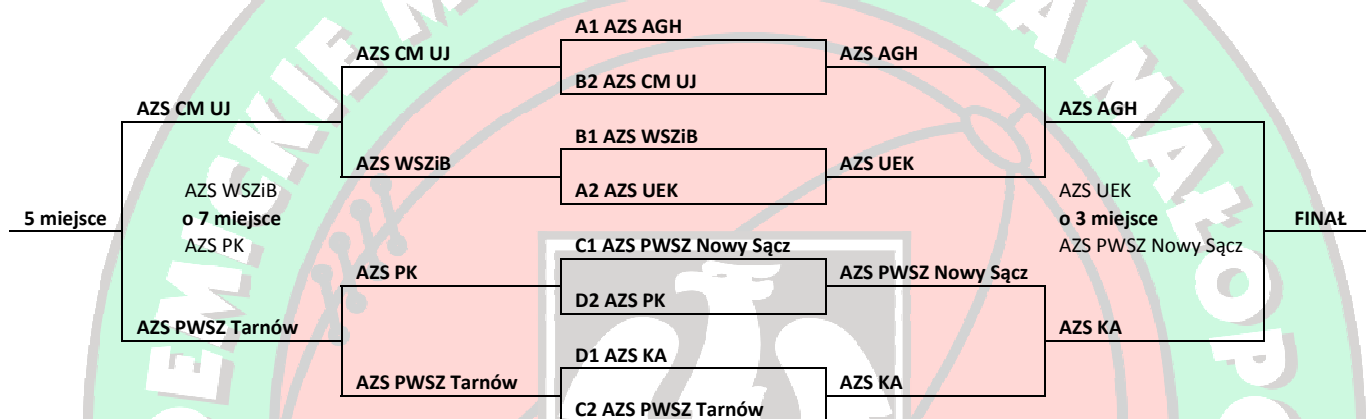 A1 AZS AGH
AZS CM UJ
AZS AGH
B2 AZS CM UJ
AZS CM UJ
AZS AGH
B1 AZS WSZiB
AZS WSZiB
AZS UEK
AZS WSZiB
A2 AZS UEK
AZS UEK
5 miejsce
o 7 miejsce
o 3 miejsce
FINAŁ
AZS PK
C1 AZS PWSZ Nowy Sącz
AZS PWSZ Nowy Sącz
AZS PK
AZS PWSZ Nowy Sącz
D2 AZS PK
AZS PWSZ Tarnów
AZS KA
D1 AZS KA
AZS PWSZ Tarnów
AZS KA
C2 AZS PWSZ Tarnów